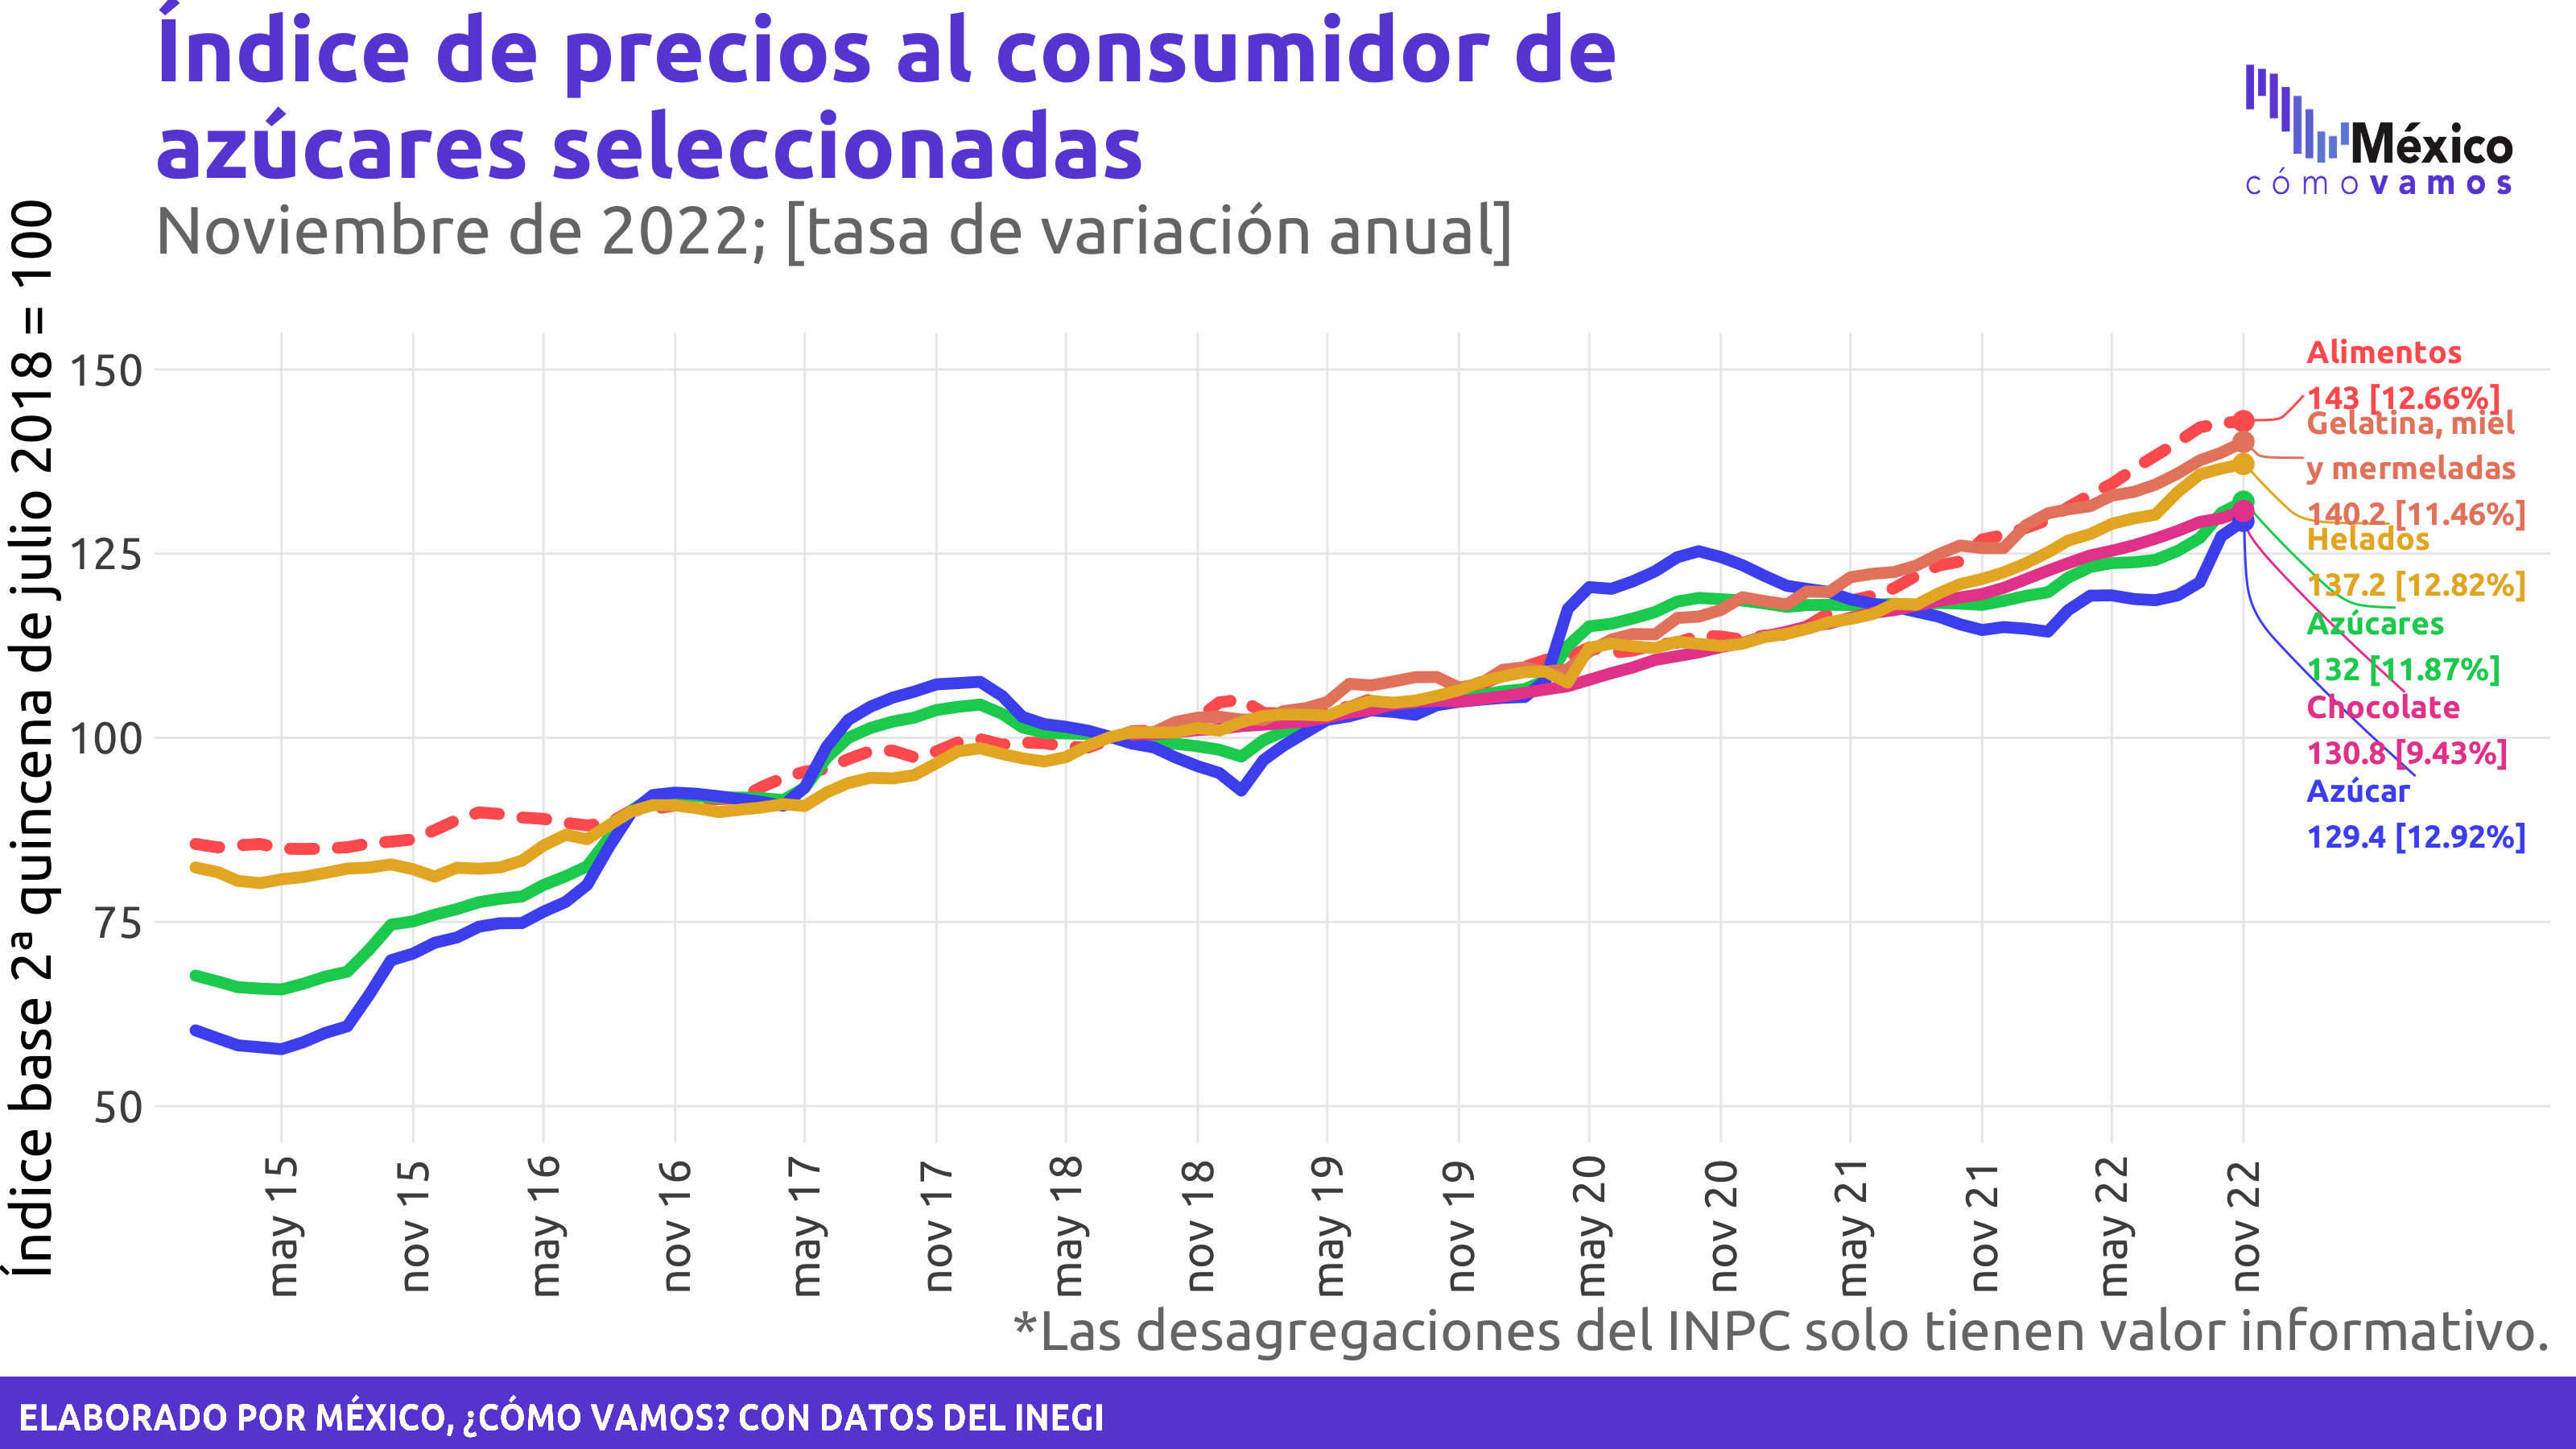 Índice de precios al consumidor de
azúcares seleccionadas
Noviembre de 2022; [tasa de variación anual]
México
cómo vamos
Índice base 2ª quincena de julio 2018 = 100
150
125
100
75
50
Alimentos
143 [12.66%]
Gelatina, miel
y mermeladas
140.2 [11.46%]
Helados
137.2 [12.82%]
Azúcares
132 [11.87%]
Chocolate
130.8 [9.43%]
Azúcar
129.4 [12.92%]
may 15
nov 15
may 16
nov 16
may 17
nov 17
may 18
nov 18
may 19
nov 19
may 20
nov 20
may 21
nov 21
may 22
nov 22
*Las desagregaciones del INPC solo tienen valor informativo.
ELABORADO POR MÉXICO, ¿CÓMO VAMOS? CON DATOS DEL INEGI